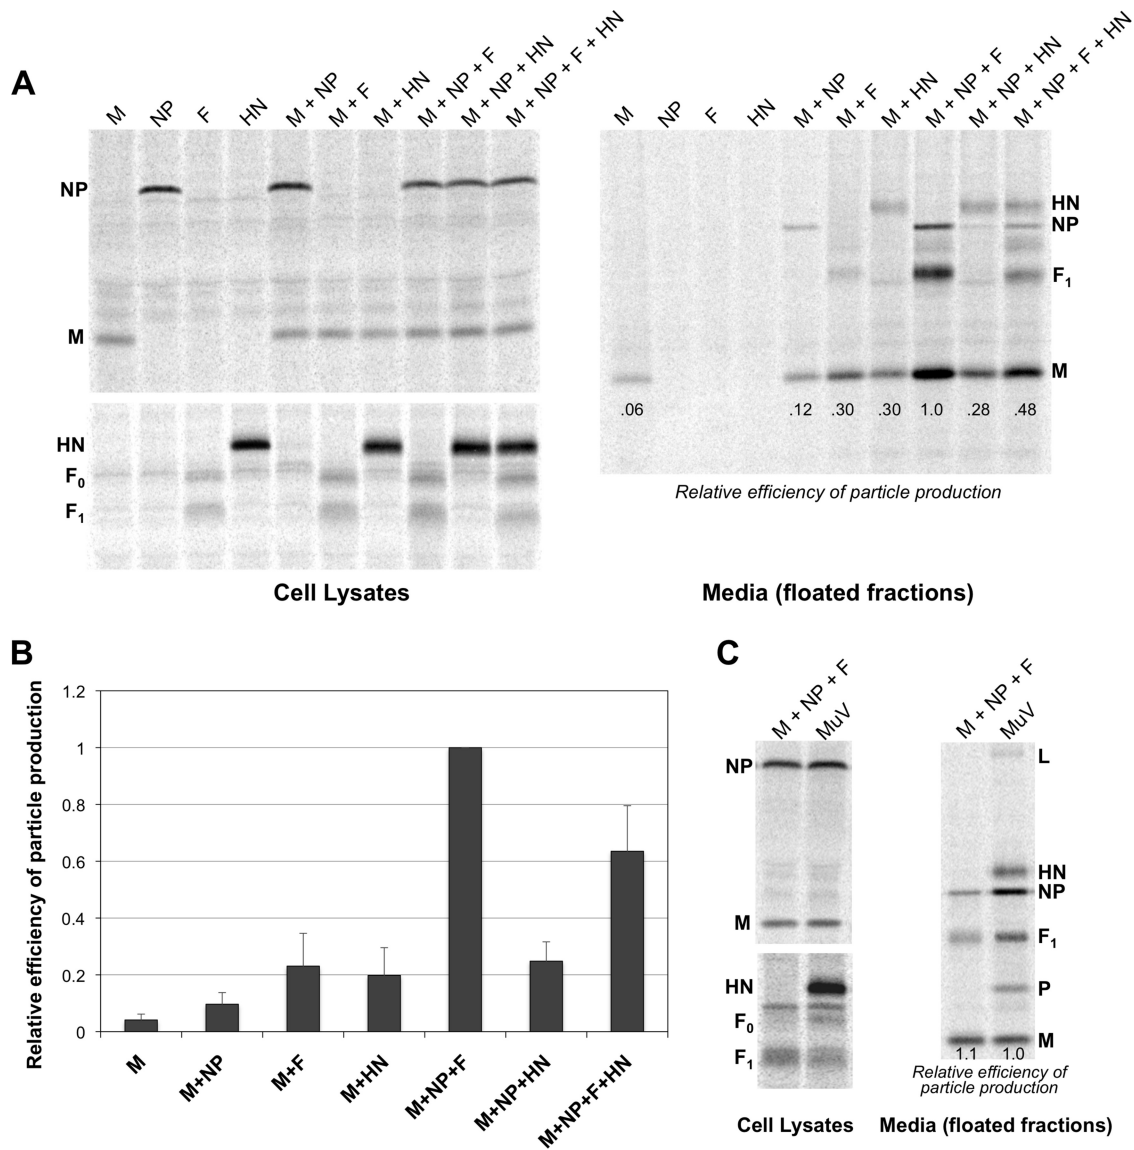 A
M NP F HN M + NP M + F M + HN M + NP + F M + NP + HN M + NP + F + HN
NP
M
HN
F0
F1
Cell Lysates
M NP F HN M + NP M + F M + HN M + NP + F M + NP + HN M + NP + F + HN
HN
NP
F1
M
.06 .12 .30 .30 1.0 .28 .48
Relative efficiency of particle production
Media (floated fractions)
B
Relative efficiency of particle production
1.2
1
0.8
0.6
0.4
0.2
0
M M+NP M+F M+HN M+NP+F M+NP+HN M+NP+F+HN
C
M + NP + F MuV
NP
M
HN
F0
F1
Cell Lysates
M + NP + F MuV
L
HN
NP
F1
P
M
1.1 1.0
Relative efficiency of
particle production
Media (floated fractions)